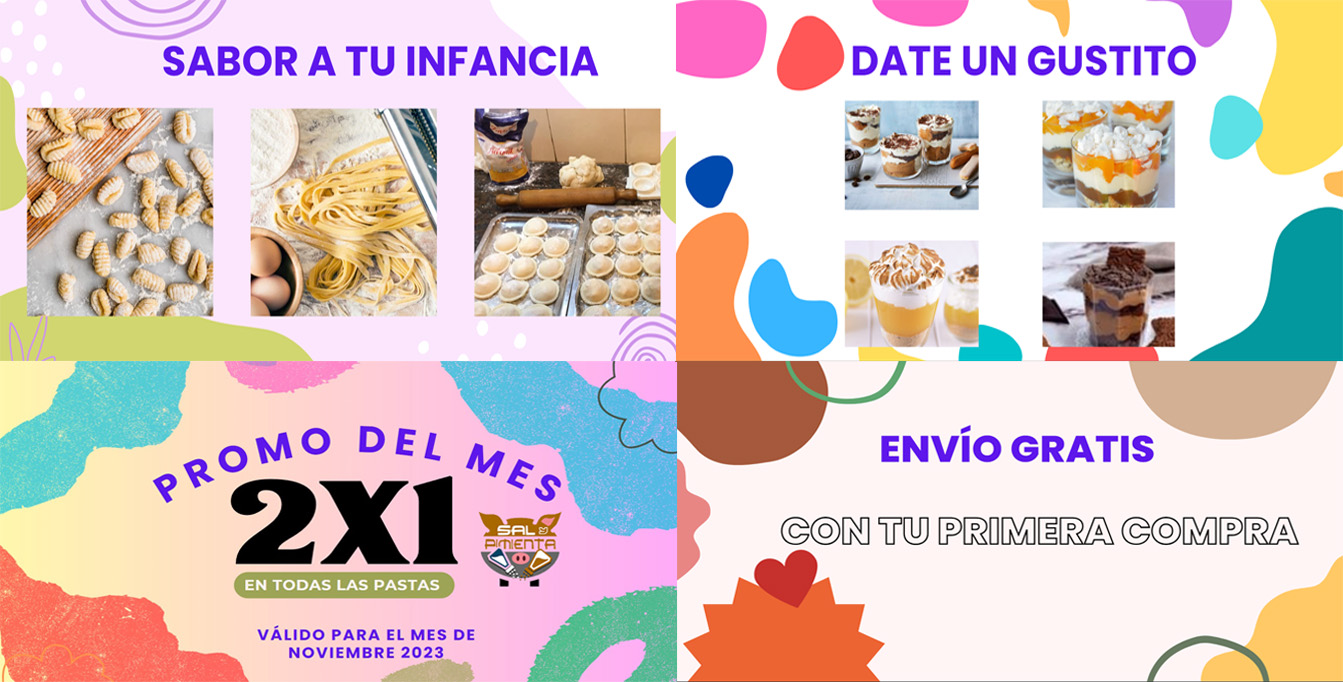 SABOR A TU INFANCIA
DATE UN GUSTITO
PROMO DEL MES
2X1
EN TODAS LAS PASTAS
SAL
PIMIENTA
VÁLIDO PARA EL MES DE
NOVIEMBRE 2023
ENVÍO GRATIS
CON TU PRIMERA COMPRA